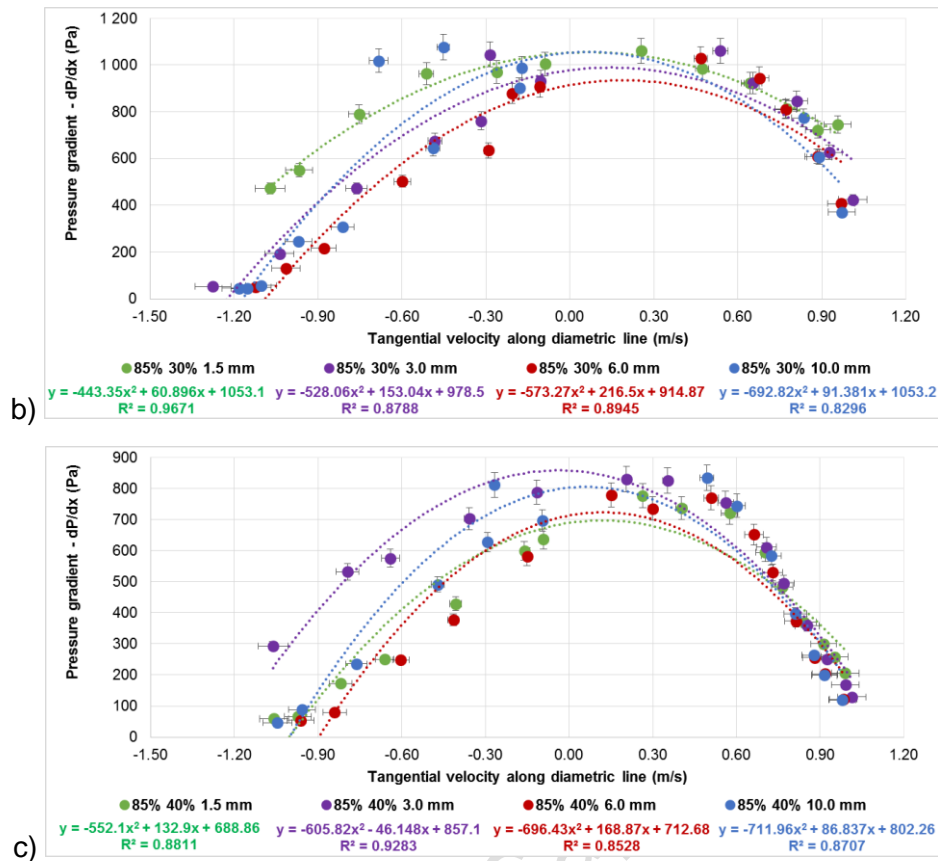 1 200
1 000
800
600
400
200
0
Pressure gradient - dP/dx (Pa)
-1.50 -1.20 -0.90 -0.60 -0.30 0.00 0.30 0.60 0.90 1.20
Tangential velocity along diametric line (m/s)
85% 30% 1.5 mm 85% 30% 3.0 mm 85% 30% 6.0 mm 85% 30% 10.0 mm
y = -443.35x² + 60.896x + 1053.1 y = -528.06x² + 153.04x + 978.5 y = -573.27x² + 216.5x + 914.87 y = -692.82x² + 91.381x + 1053.2
R² = 0.9671 R² = 0.8788 R² = 0.8945 R² = 0.8296
b)
900
800
700
600
500
400
300
200
100
0
Pressure gradient - dP/dx (Pa)
-1.50 -1.20 -0.90 -0.60 -0.30 0.00 0.30 0.60 0.90 1.20
Tangential velocity along diametric line (m/s)
85% 40% 1.5 mm 85% 40% 3.0 mm 85% 40% 6.0 mm 85% 40% 10.0 mm
y = -552.1x² + 132.9x + 688.86 y = -605.82x² - 46.148x + 857.1 y = -696.43x² + 168.87x + 712.68 y = -711.96x² + 86.837x + 802.26
R² = 0.8811 R² = 0.9283 R² = 0.8528 R² = 0.8707
c)